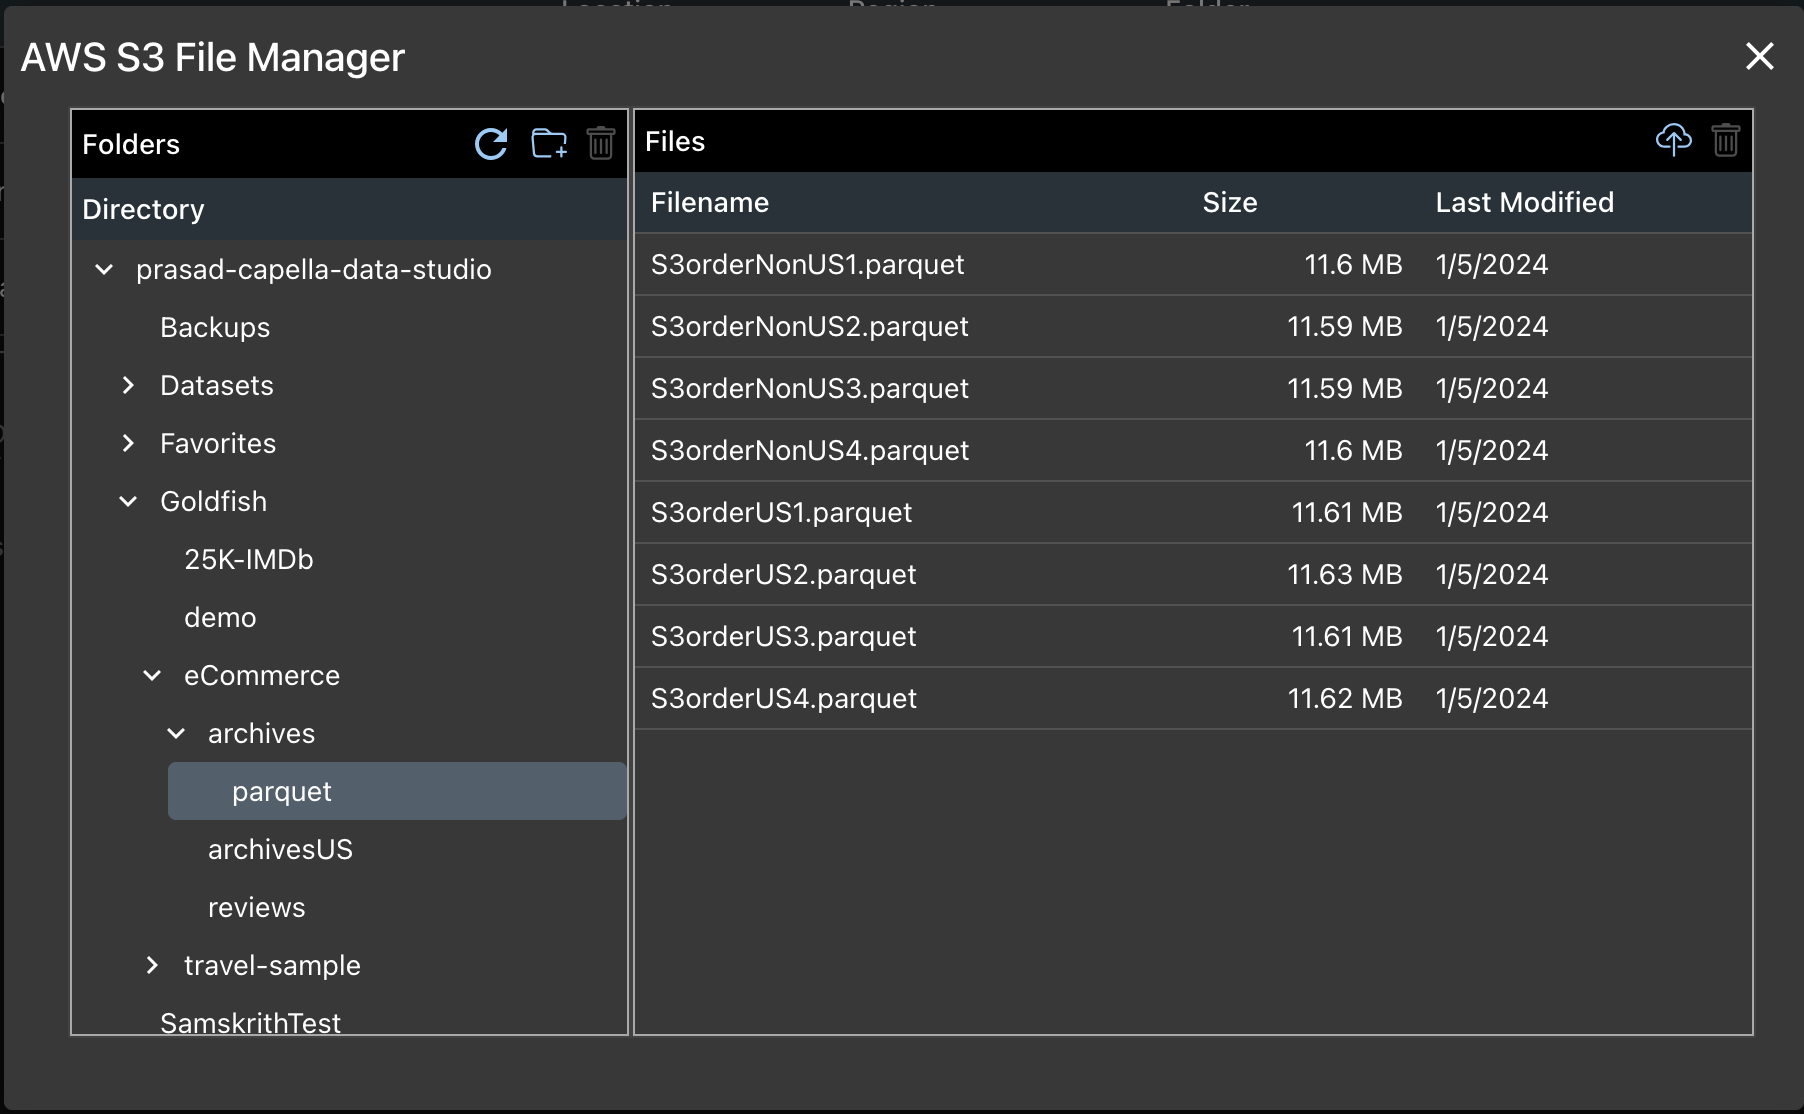 AWS S3 File Manager
Folders
Directory
prasad-capella-data-studio
Backups
Datasets
Favorites
Goldfish
25K-IMDb
demo
eCommerce
archives
parquet
archivesUS
reviews
travel-sample
SamskrithTest
Files
Filename Size Last Modified
S3orderNonUS1.parquet 11.6 MB 1/5/2024
S3orderNonUS2.parquet 11.59 MB 1/5/2024
S3orderNonUS3.parquet 11.59 MB 1/5/2024
S3orderNonUS4.parquet 11.6 MB 1/5/2024
S3orderUS1.parquet 11.61 MB 1/5/2024
S3orderUS2.parquet 11.63 MB 1/5/2024
S3orderUS3.parquet 11.61 MB 1/5/2024
S3orderUS4.parquet 11.62 MB 1/5/2024